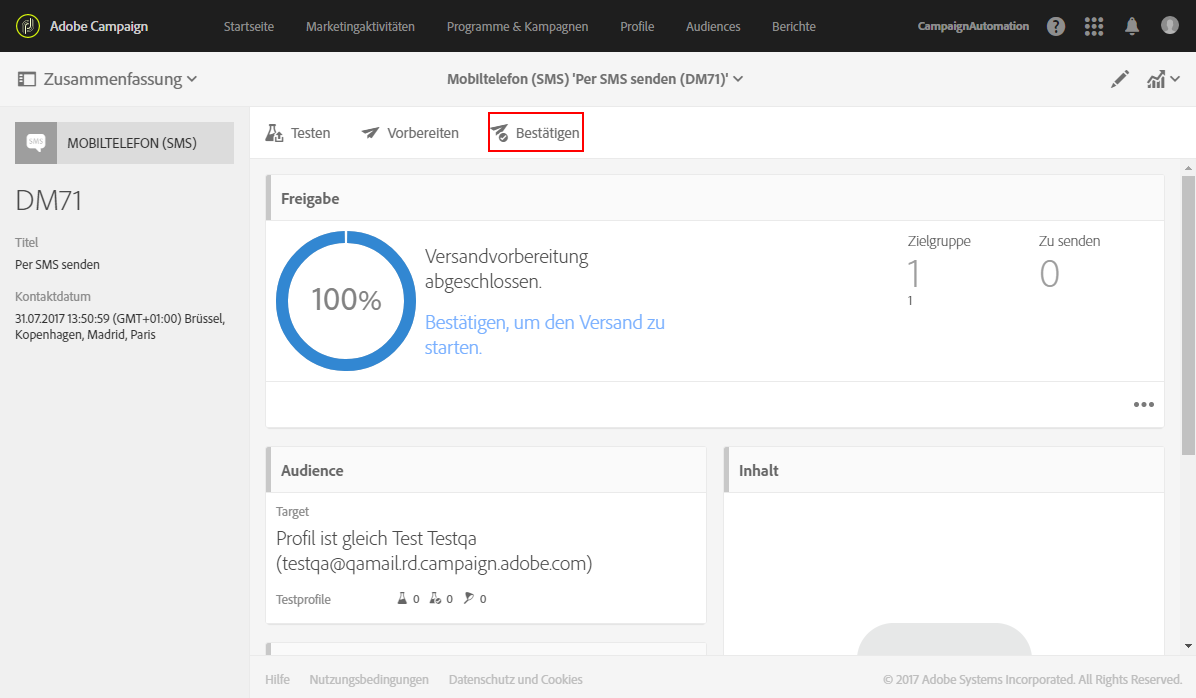 Adobe Campaign
Startseite
Marketingaktivitäten
Programme & Kampagnen
Profile
Audiences
Berichte
CampaignAutomation
?
Zusammenfassung
Mobiltelefon (SMS) 'Per SMS senden (DM71)'
SMS
MOBILTELEFON (SMS)
DM71
Titel
Per SMS senden
Kontaktdatum
31.07.2017 13:50:59 (GMT+01:00) Brüssel,
Kopenhagen, Madrid, Paris
Testen
Vorbereiten
Bestätigen
Freigabe
100%
Versandvorbereitung
abgeschlossen.
Bestätigen, um den Versand zu
starten.
Zielgruppe
1
1
Zu senden
0
Audience
Target
Profil ist gleich Test Testqa
(testqa@qamail.rd.campaign.adobe.com)
Testprofile
0
0
0
Inhalt
Hilfe
Nutzungsbedingungen
Datenschutz und Cookies
© 2017 Adobe Systems Incorporated. All Rights Reserved.